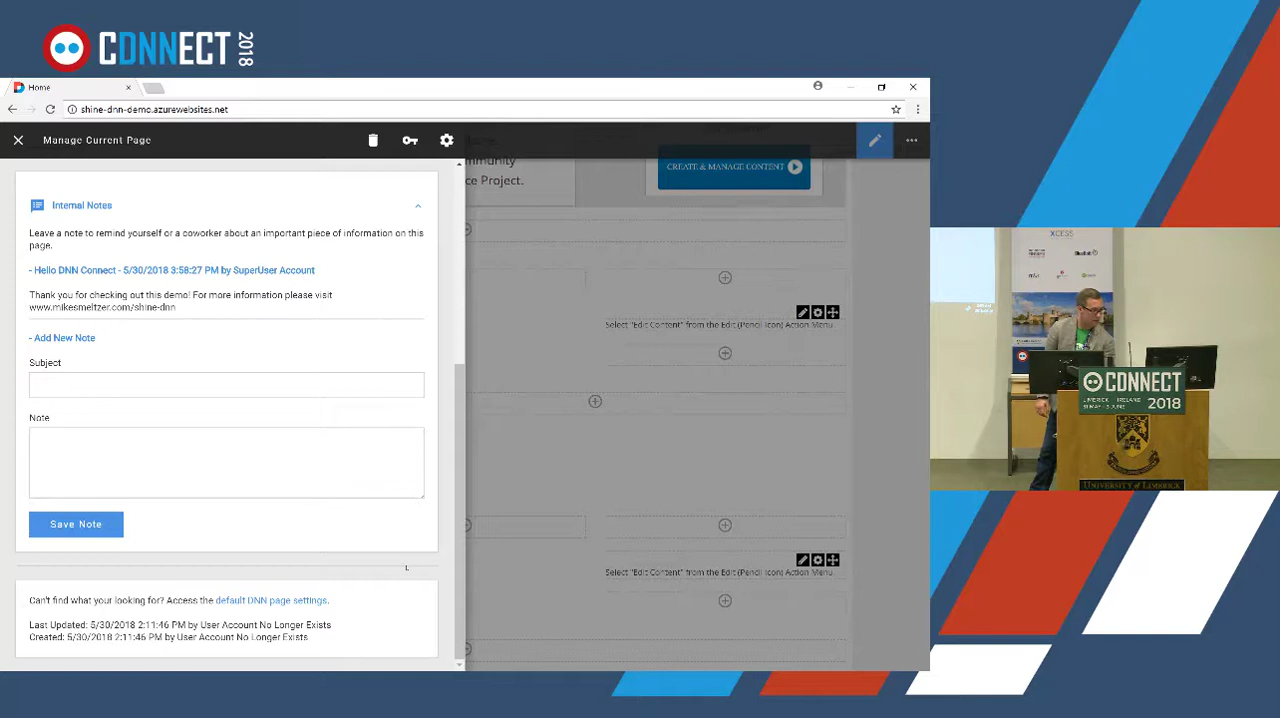 CDNNECT 2018
Home
shine-dnn-demo.azurewebsites.net
Manage Current Page
mmunity
ce Project.
CREATE & MANAGE CONTENT
Internal Notes
Leave a note to remind yourself or a coworker about an important piece of information on this
page.
- Hello DNN Connect - 5/30/2018 3:58:27 PM by SuperUser Account
Thank you for checking out this demo! For more information please visit
www.mikesmeltzer.com/shine-dnn
- Add New Note
Subject
Note
Save Note
Can't find what your looking for? Access the default DNN page settings.
Last Updated: 5/30/2018 2:11:46 PM by User Account No Longer Exists
Created: 5/30/2018 2:11:46 PM by User Account No Longer Exists
Select "Edit Content" from the Edit (Pencil Icon) Action Menu.
Select "Edit Content" from the Edit (Pencil Icon) Action Menu.
XCESS
CONNECT
LIMERICK IRELAND
2018
UNIVERSITY of LIMERICK